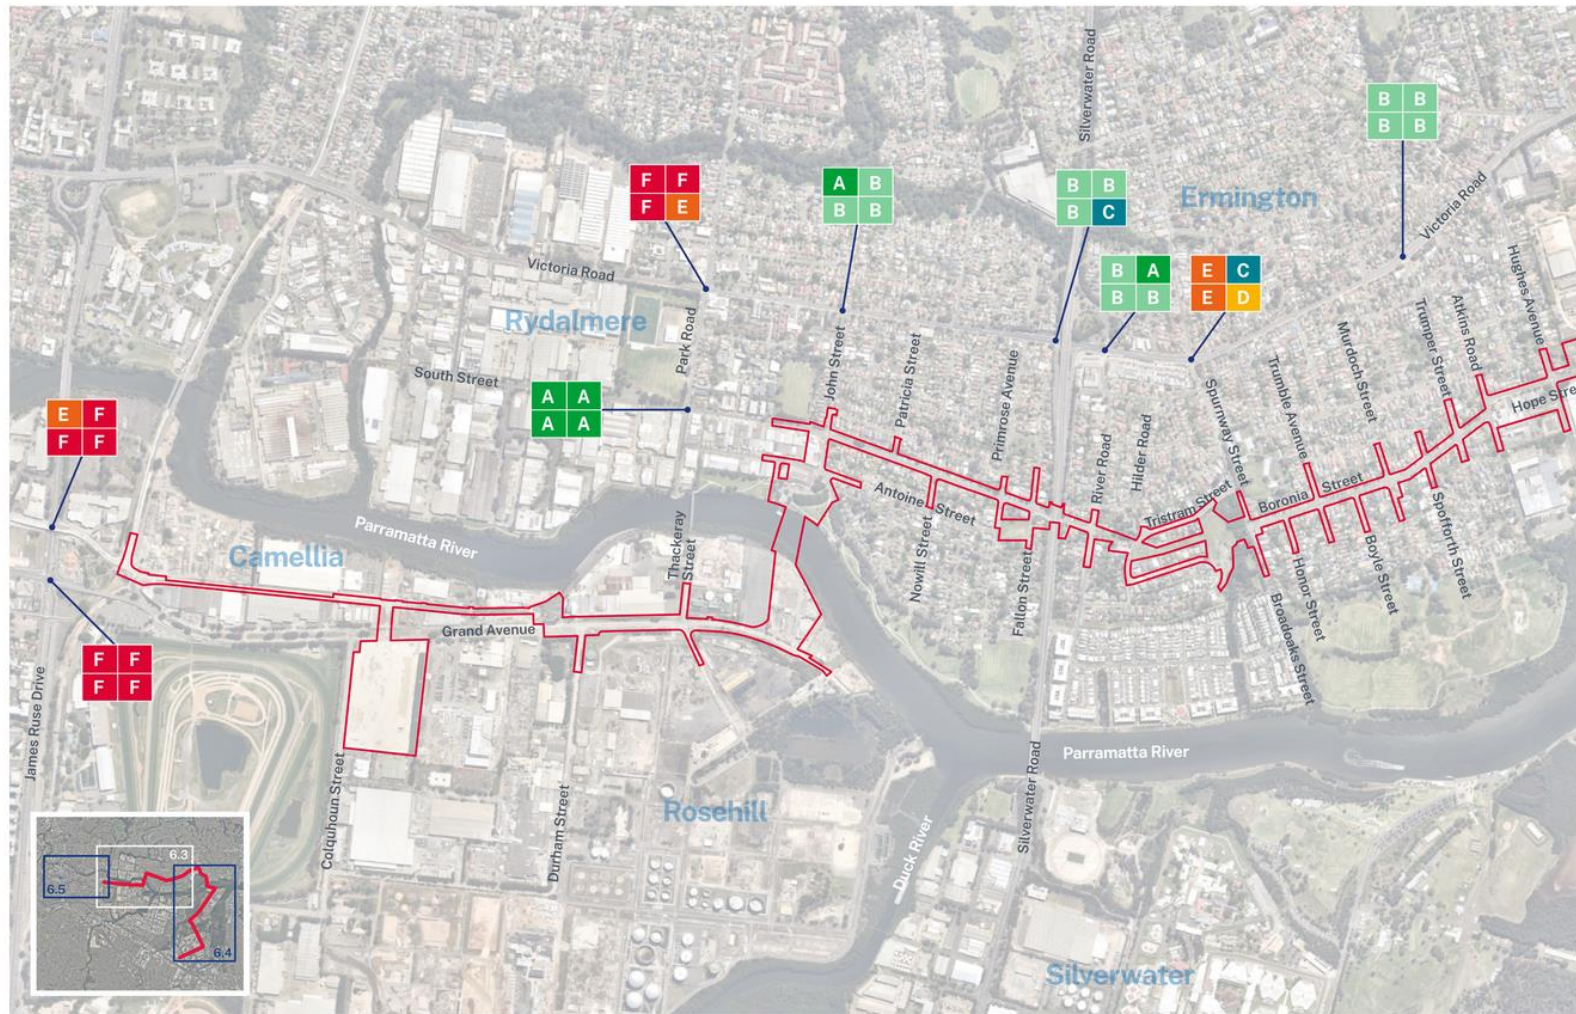 Silverwater Road
B B
B B
F F
F E
A B
B B
B B
B C
Ermington
Victoria Road
B A
B B
E C
E D
Hughes Avenue
Victoria Road
Rydalmere
Park Road
John Street
Patricia Street
Primrose Avenue
Murdoch Street
Trumper Street
Atkins Road
Trumble Avenue
Spurnway Street
South Street
A A
A A
Hope Stre
E F
F F
River Road
Hilder Road
Antoine Street
Tristram Street
Boronia Street
Spofforth Street
Parramatta River
Camellia
Thackeray
Street
Nowill Street
Fallon Street
Boyle Street
Honor Street
Broadoaks Street
Grand Avenue
F F
F F
James Ruse Drive
Colquhoun Street
Durham Street
Rosehill
Parramatta River
Silverwater Road
Duck River
Silverwater
6.3
6.5
6.4